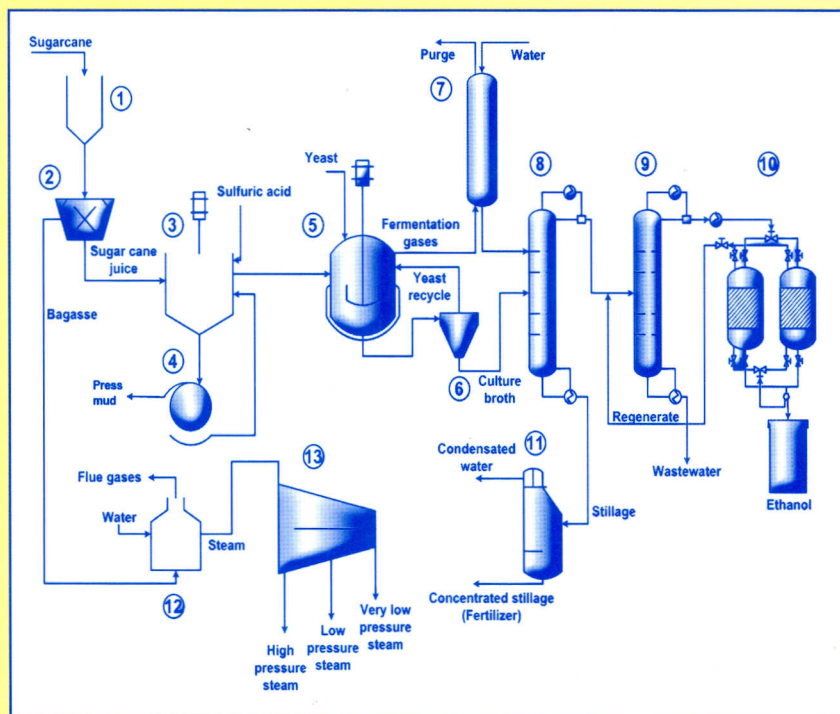 Sugarcane
1
2
Sugar cane
juice
Bagasse
3
Sulfuric acid
4
Press
mud
Yeast
5
Fermentation
gases
Yeast
recycle
6
Culture
broth
Purge
Water
7
8
9
10
Regenerate
Wastewater
Ethanol
11
Condensated
water
Stillage
Concentrated stillage
(Fertilizer)
Flue gases
Water
Steam
12
13
High
pressure
steam
Low
pressure
steam
Very low
pressure
steam